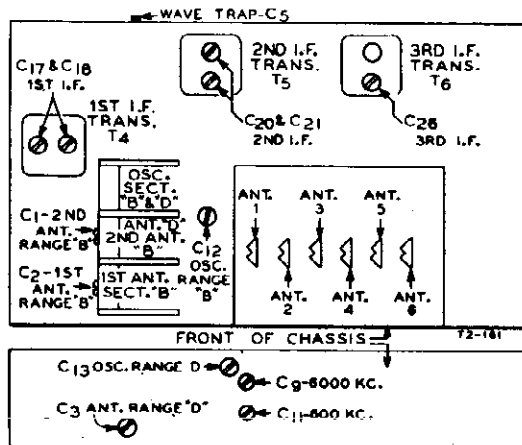 WAVE TRAP-C5
C17 & C18
1ST I.F.
1ST I.F.
TRANS.
T4
2ND I.F.
TRANS.
T5
3RD I.F.
TRANS.
T6
C20 & C21
2ND I.F.
C26
3RD I.F.
OSC.
SECT.
"B"&"D"
C1-2ND
ANT.
RANGE "B"
ANT. "D"
2ND ANT.
"B"
C2-1ST
ANT.
RANGE "B"
1ST ANT.
SECT. "B"
C12
OSC.
RANGE
"B"
ANT.
1
ANT.
3
ANT.
5
ANT.
2
ANT.
4
ANT.
6
FRONT OF CHASSIS
T2-181
C13 OSC. RANGE D
C9-6000 KC.
C3 ANT. RANGE "D"
C11-600 KC.